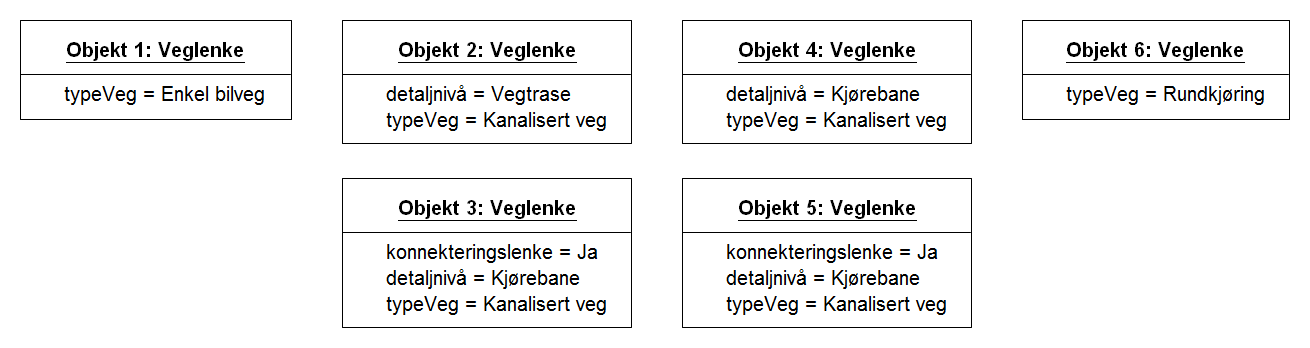 Objekt 1: Veglenke
typeVeg = Enkel bilveg
Objekt 2: Veglenke
detaljnivå = Vegtrase
typeVeg = Kanalisert veg
Objekt 4: Veglenke
detaljnivå = Kjørebane
typeVeg = Kanalisert veg
Objekt 6: Veglenke
typeVeg = Rundkjøring
Objekt 3: Veglenke
konnekteringslenke = Ja
detaljnivå = Kjørebane
typeVeg = Kanalisert veg
Objekt 5: Veglenke
konnekteringslenke = Ja
detaljnivå = Kjørebane
typeVeg = Kanalisert veg